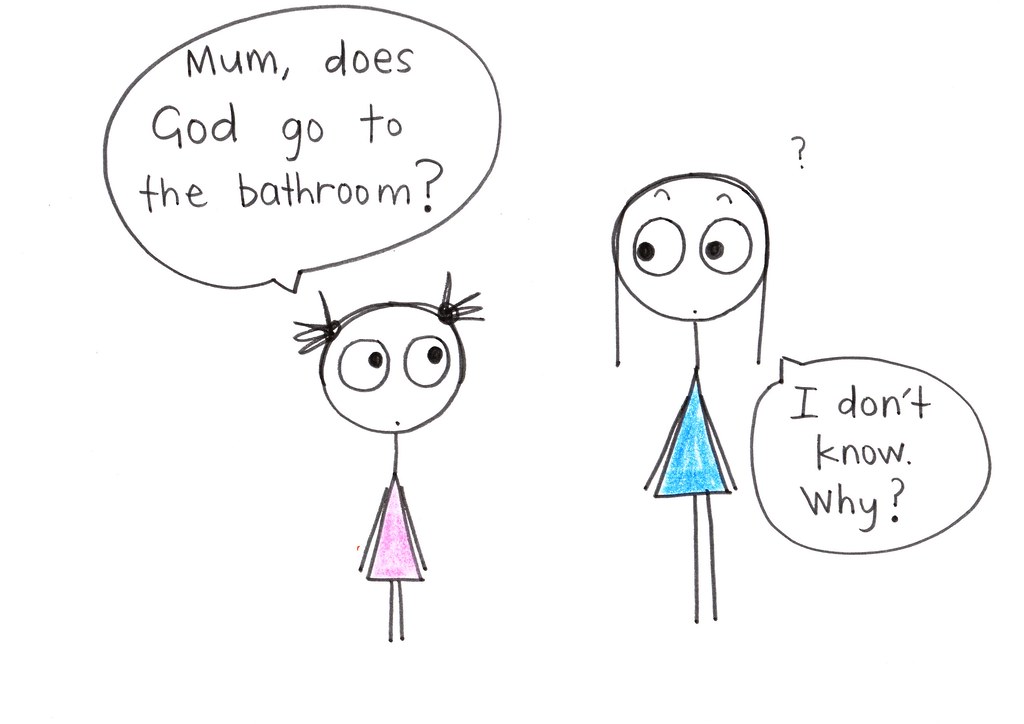 Mum, does
God go to
the bathroom?
?
I don't
know.
Why?